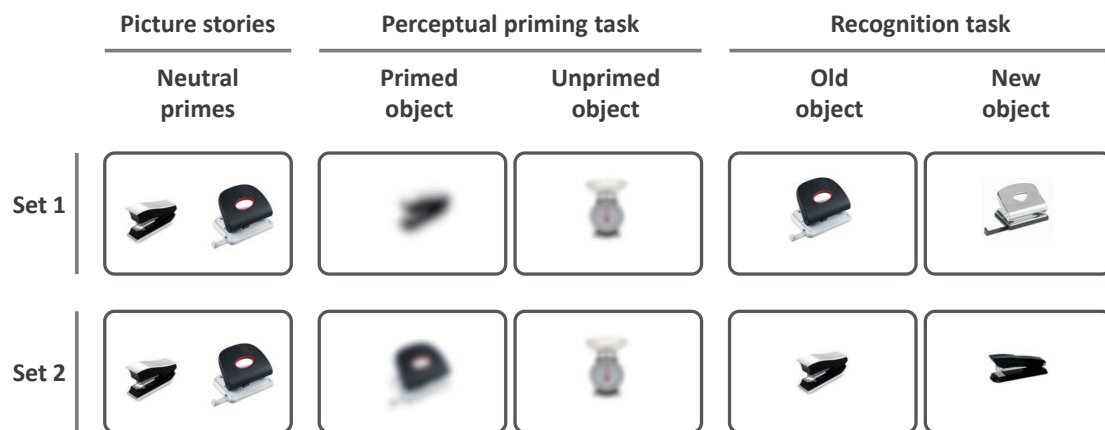 Picture stories
Perceptual priming task
Recognition task
Neutral
primes
Primed
object
Unprimed
object
Old
object
New
object
Set 1
Set 2